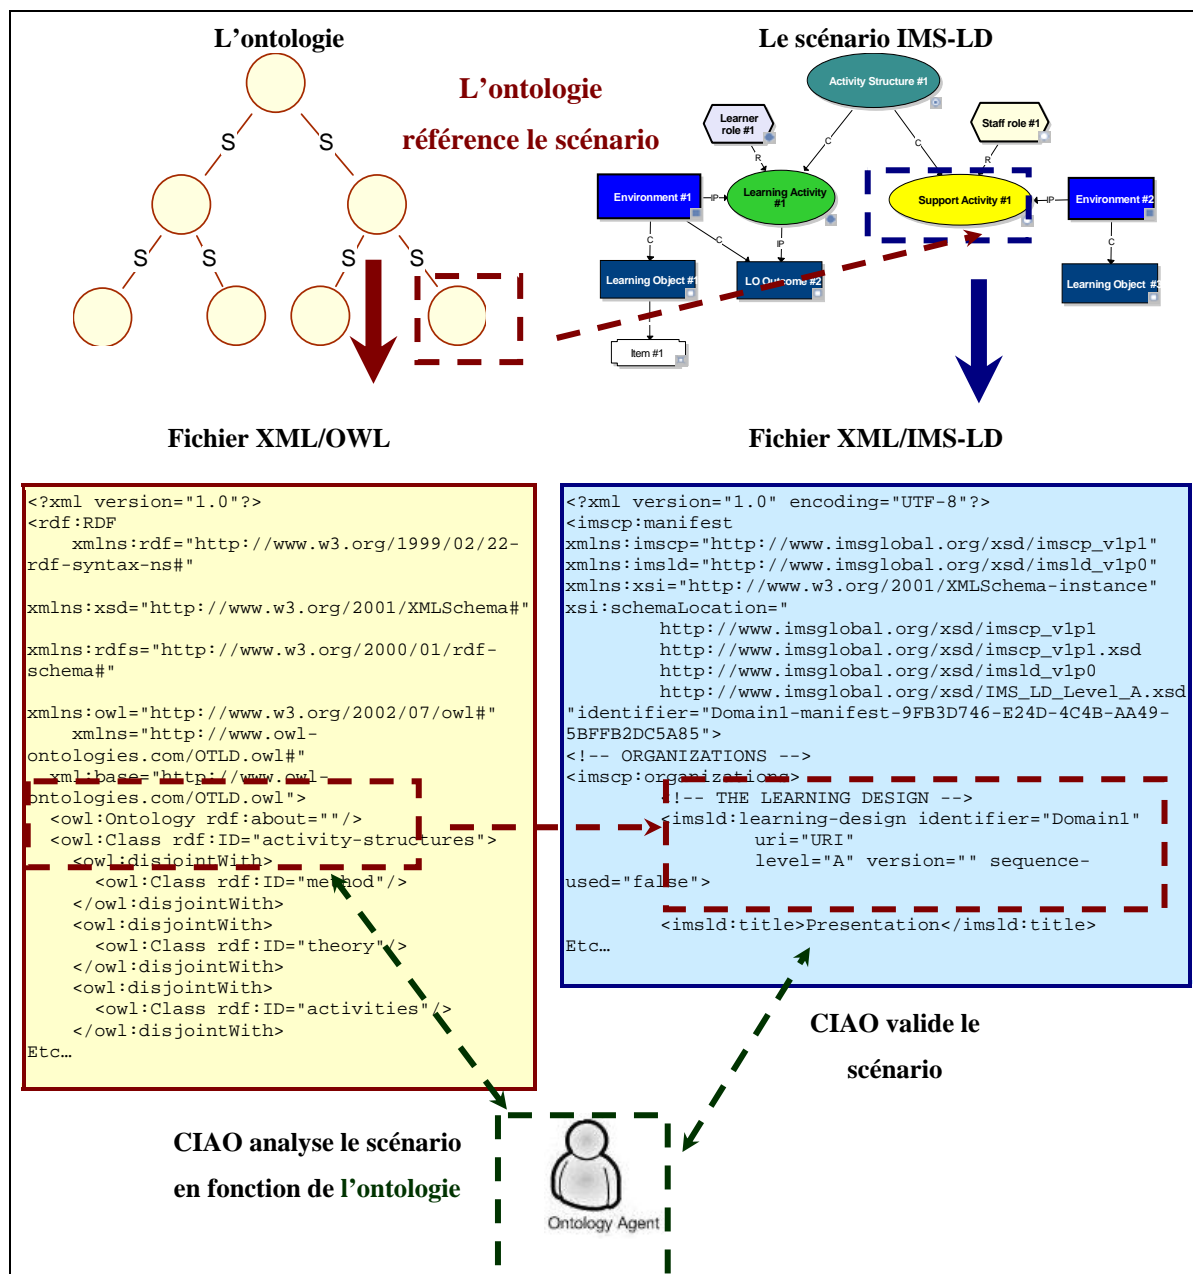 L'ontologie
Le scénario IMS-LD
L'ontologie
référence le scénario
S
S
S
S
S
S
Activity Structure #1
Learner
role #1
Staff role #1
C
C
R
R
Environment #1
IP
Learning Activity
#1
Support Activity #1
IP
Environment #2
C
C
IP
C
Learning Object #1
LO Outcome #2
Learning Object #3
Item #1
Fichier XML/OWL
Fichier XML/IMS-LD
<?xml version="1.0"?>
<rdf:RDF
xmlns:rdf="http://www.w3.org/1999/02/22-
rdf-syntax-ns#"
xmlns:xsd="http://www.w3.org/2001/XMLSchema#"
xmlns:rdfs="http://www.w3.org/2000/01/rdf-
schema#"
xmlns:owl="http://www.w3.org/2002/07/owl#"
xmlns="http://www.owl-
ontologies.com/OTLD.owl#"
xml:base="http://www.owl-
ontologies.com/OTLD.owl">
<owl:Ontology rdf:about=""/>
<owl:Class rdf:ID="activity-structures">
<owl:disjointWith>
<owl:Class rdf:ID="method"/>
</owl:disjointWith>
<owl:disjointWith>
<owl:Class rdf:ID="theory"/>
</owl:disjointWith>
<owl:disjointWith>
<owl:Class rdf:ID="activities"/>
</owl:disjointWith>
Etc…
<?xml version="1.0" encoding="UTF-8"?>
<imscp:manifest
xmlns:imscp="http://www.imsglobal.org/xsd/imscp_v1p1"
xmlns:imsld="http://www.imsglobal.org/xsd/imsld_v1p0"
xmlns:xsi="http://www.w3.org/2001/XMLSchema-instance"
xsi:schemaLocation="
http://www.imsglobal.org/xsd/imscp_v1p1
http://www.imsglobal.org/xsd/imscp_v1p1.xsd
http://www.imsglobal.org/xsd/imsld_v1p0
http://www.imsglobal.org/xsd/IMS_LD_Level_A.xsd
"identifier="Domain1-manifest-9FB3D746-E24D-4C4B-AA49-
5BFFB2DC5A85">
<!-- ORGANIZATIONS -->
<imscp:organizations>
<!-- THE LEARNING DESIGN -->
<imsld:learning-design identifier="Domain1"
uri="URI"
level="A" version="" sequence-
used="false">
<imsld:title>Presentation</imsld:title>
Etc…
CIAO valide le
scénario
CIAO analyse le scénario
en fonction de l'ontologie
Ontology Agent